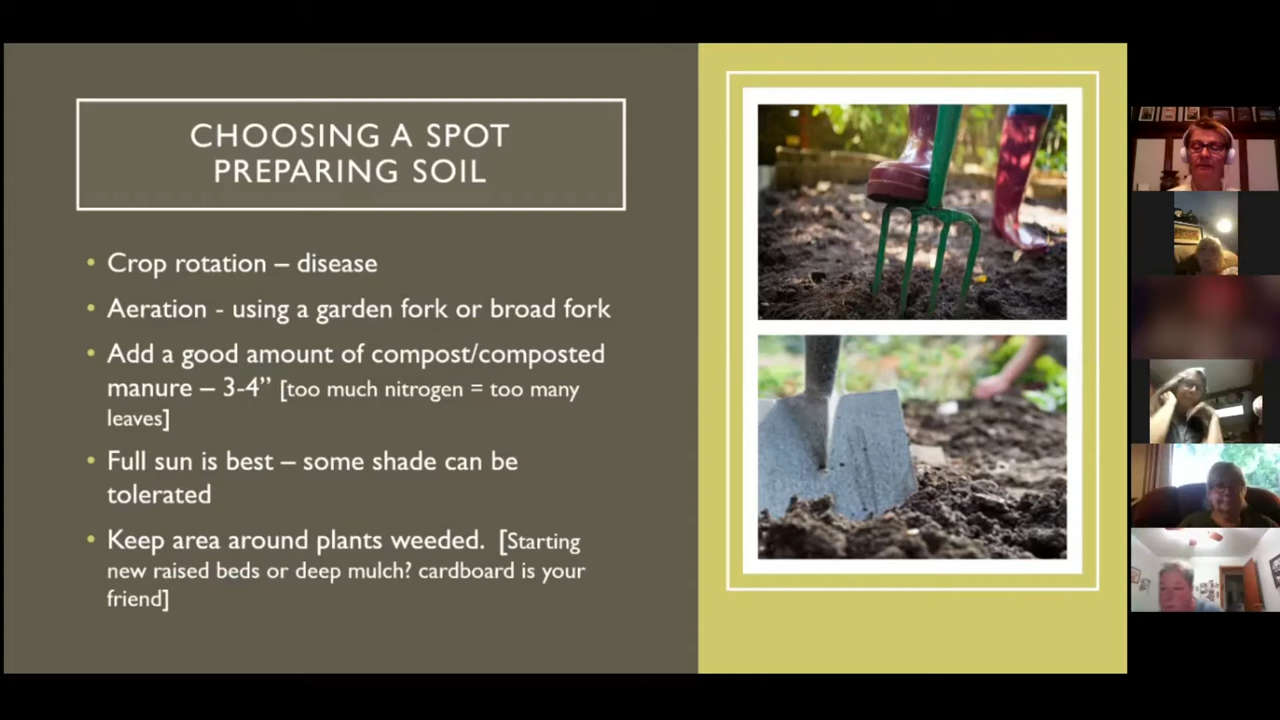 CHOOSING A SPOT
PREPARING SOIL
• Crop rotation – disease
• Aeration - using a garden fork or broad fork
• Add a good amount of compost/composted
manure – 3-4” [too much nitrogen = too many
leaves]
• Full sun is best – some shade can be
tolerated
• Keep area around plants weeded.  [Starting
new raised beds or deep mulch? cardboard is your
friend]